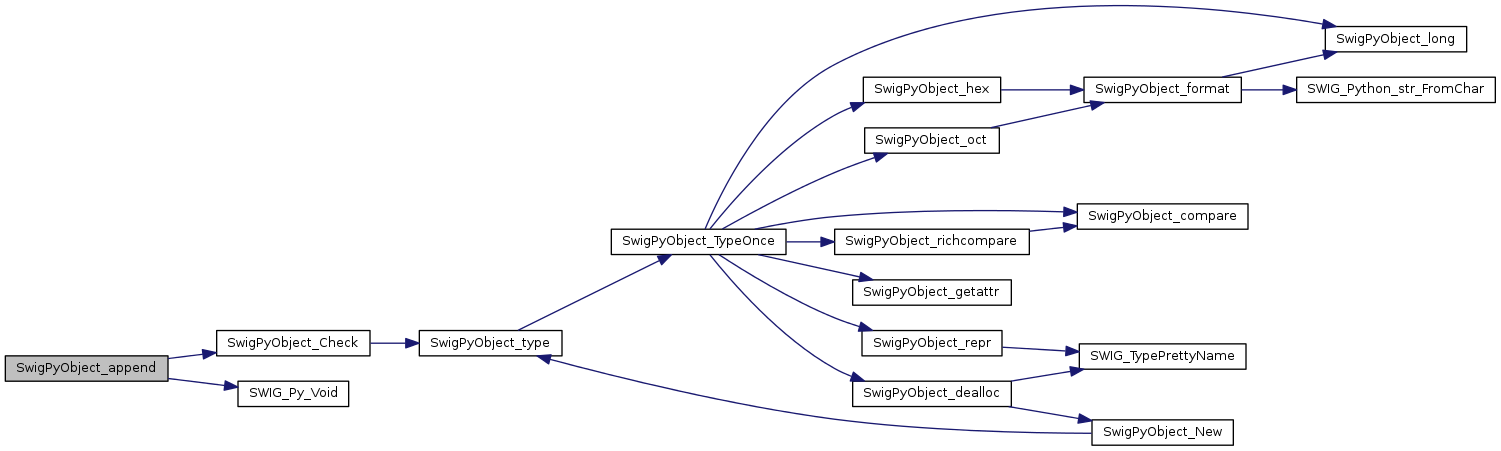 SwigPyObject_long
SwigPyObject_hex
SwigPyObject_format
SWIG_Python_str_FromChar
SwigPyObject_oct
SwigPyObject_compare
SwigPyObject_TypeOnce
SwigPyObject_richcompare
SwigPyObject_getattr
SwigPyObject_Check
SwigPyObject_type
SwigPyObject_repr
SWIG_TypePrettyName
SwigPyObject_append
SWIG_Py_Void
SwigPyObject_dealloc
SwigPyObject_New